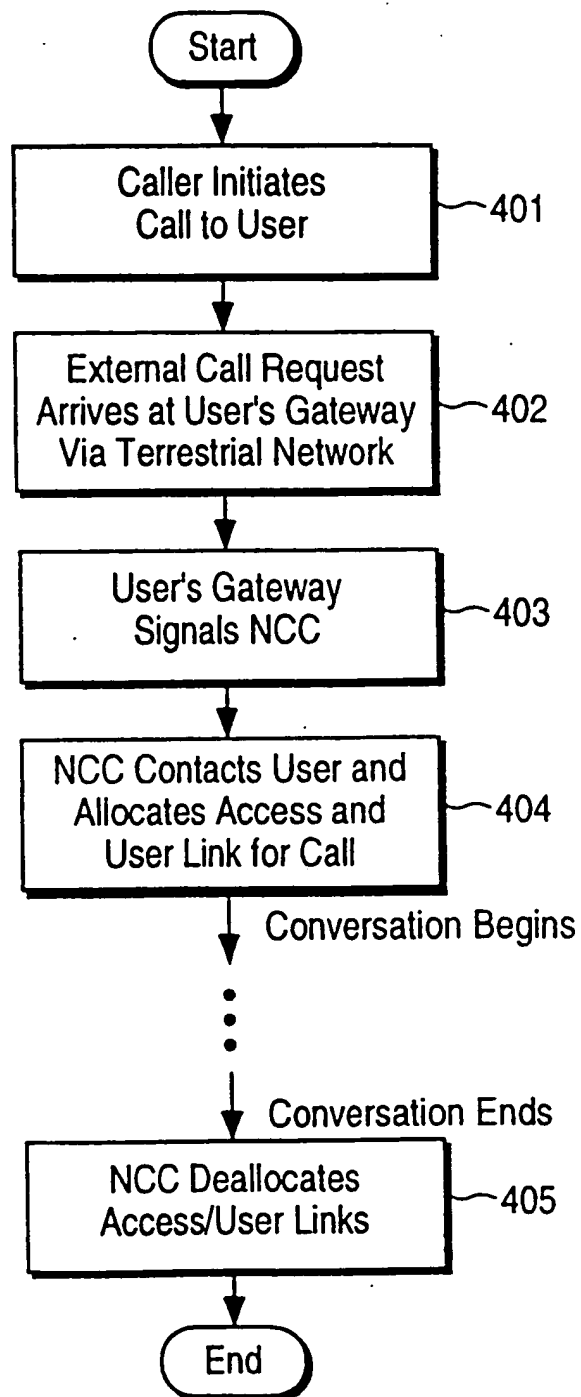 Start
Caller Initiates
Call to User
401
External Call Request
Arrives at User's Gateway
Via Terrestrial Network
402
User's Gateway
Signals NCC
403
NCC Contacts User and
Allocates Access and
User Link for Call
404
Conversation Begins
Conversation Ends
NCC Deallocates
Access/User Links
405
End